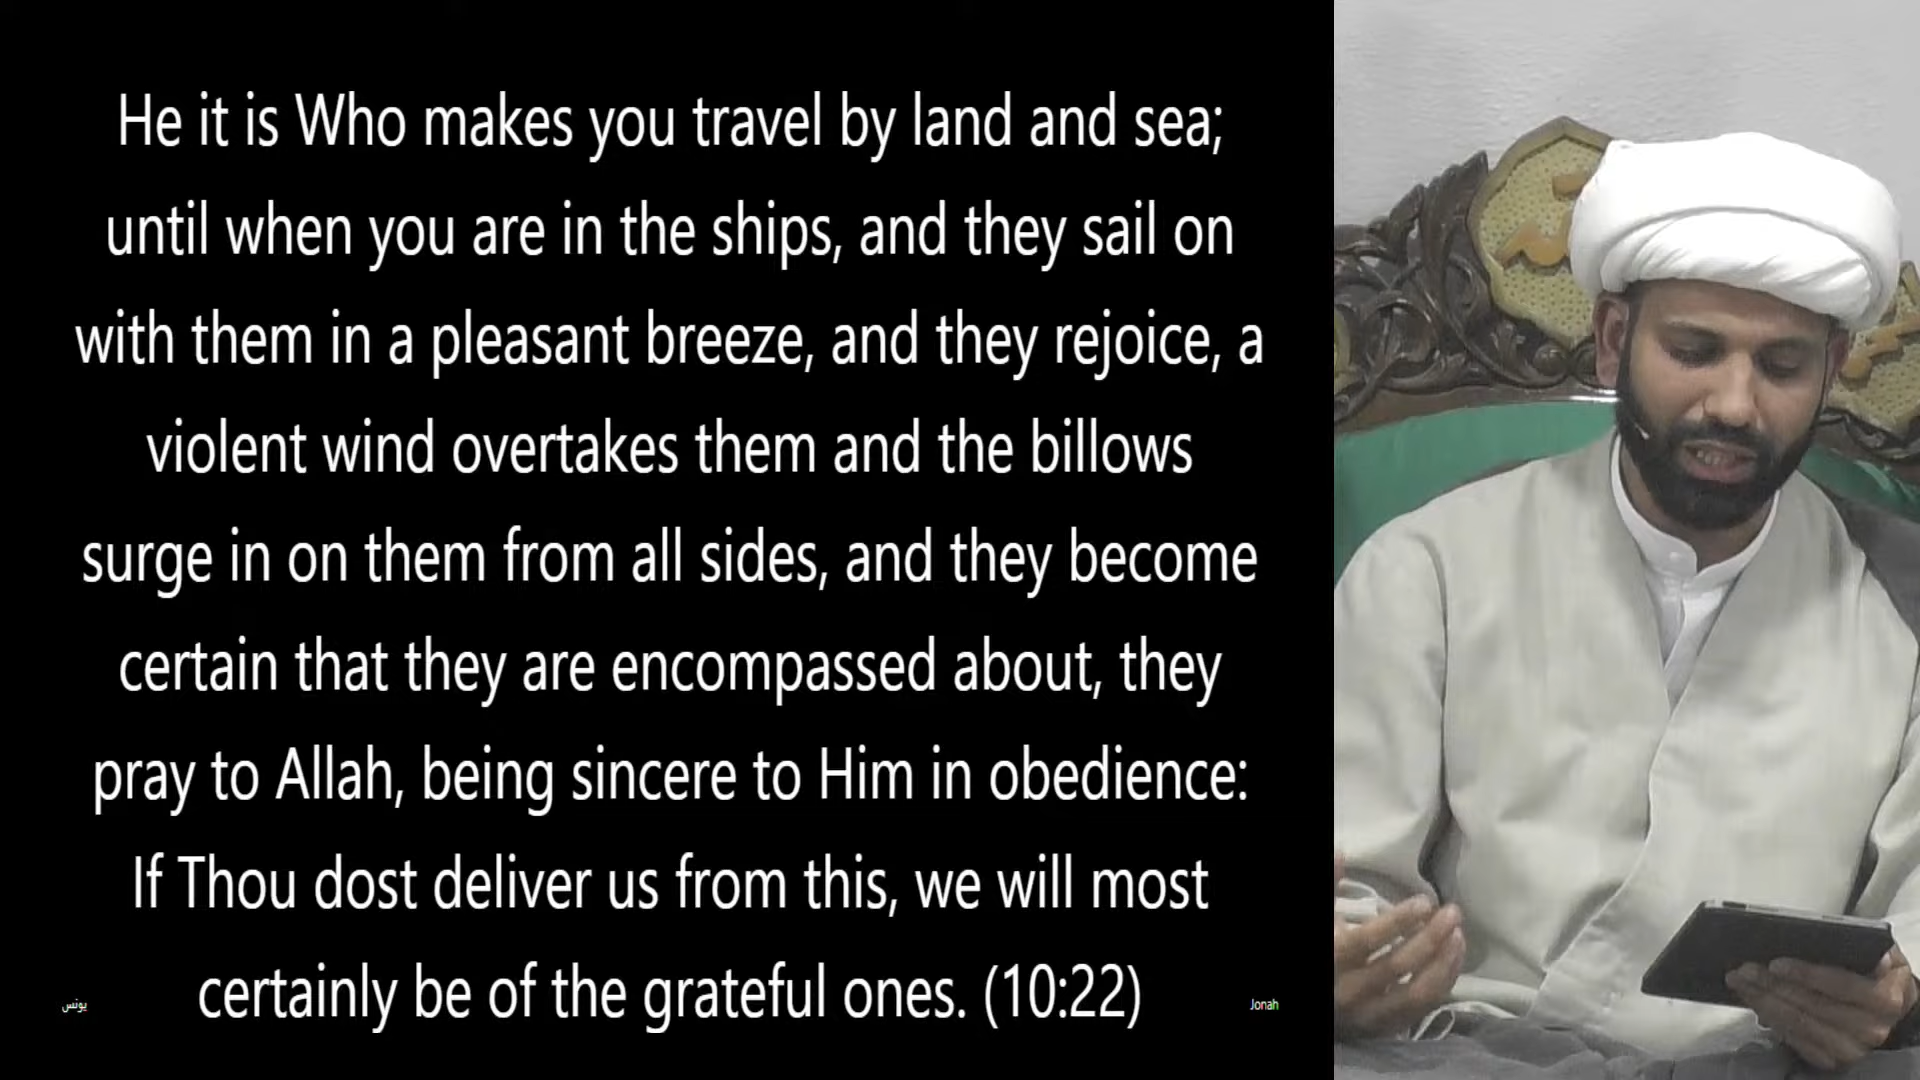 He it is Who makes you travel by land and sea;
until when you are in the ships, and they sail on
with them in a pleasant breeze, and they rejoice, a
violent wind overtakes them and the billows
surge in on them from all sides, and they become
certain that they are encompassed about, they
pray to Allah, being sincere to Him in obedience:
If Thou dost deliver us from this, we will most
certainly be of the grateful ones. (10:22)
يونس
Jonah